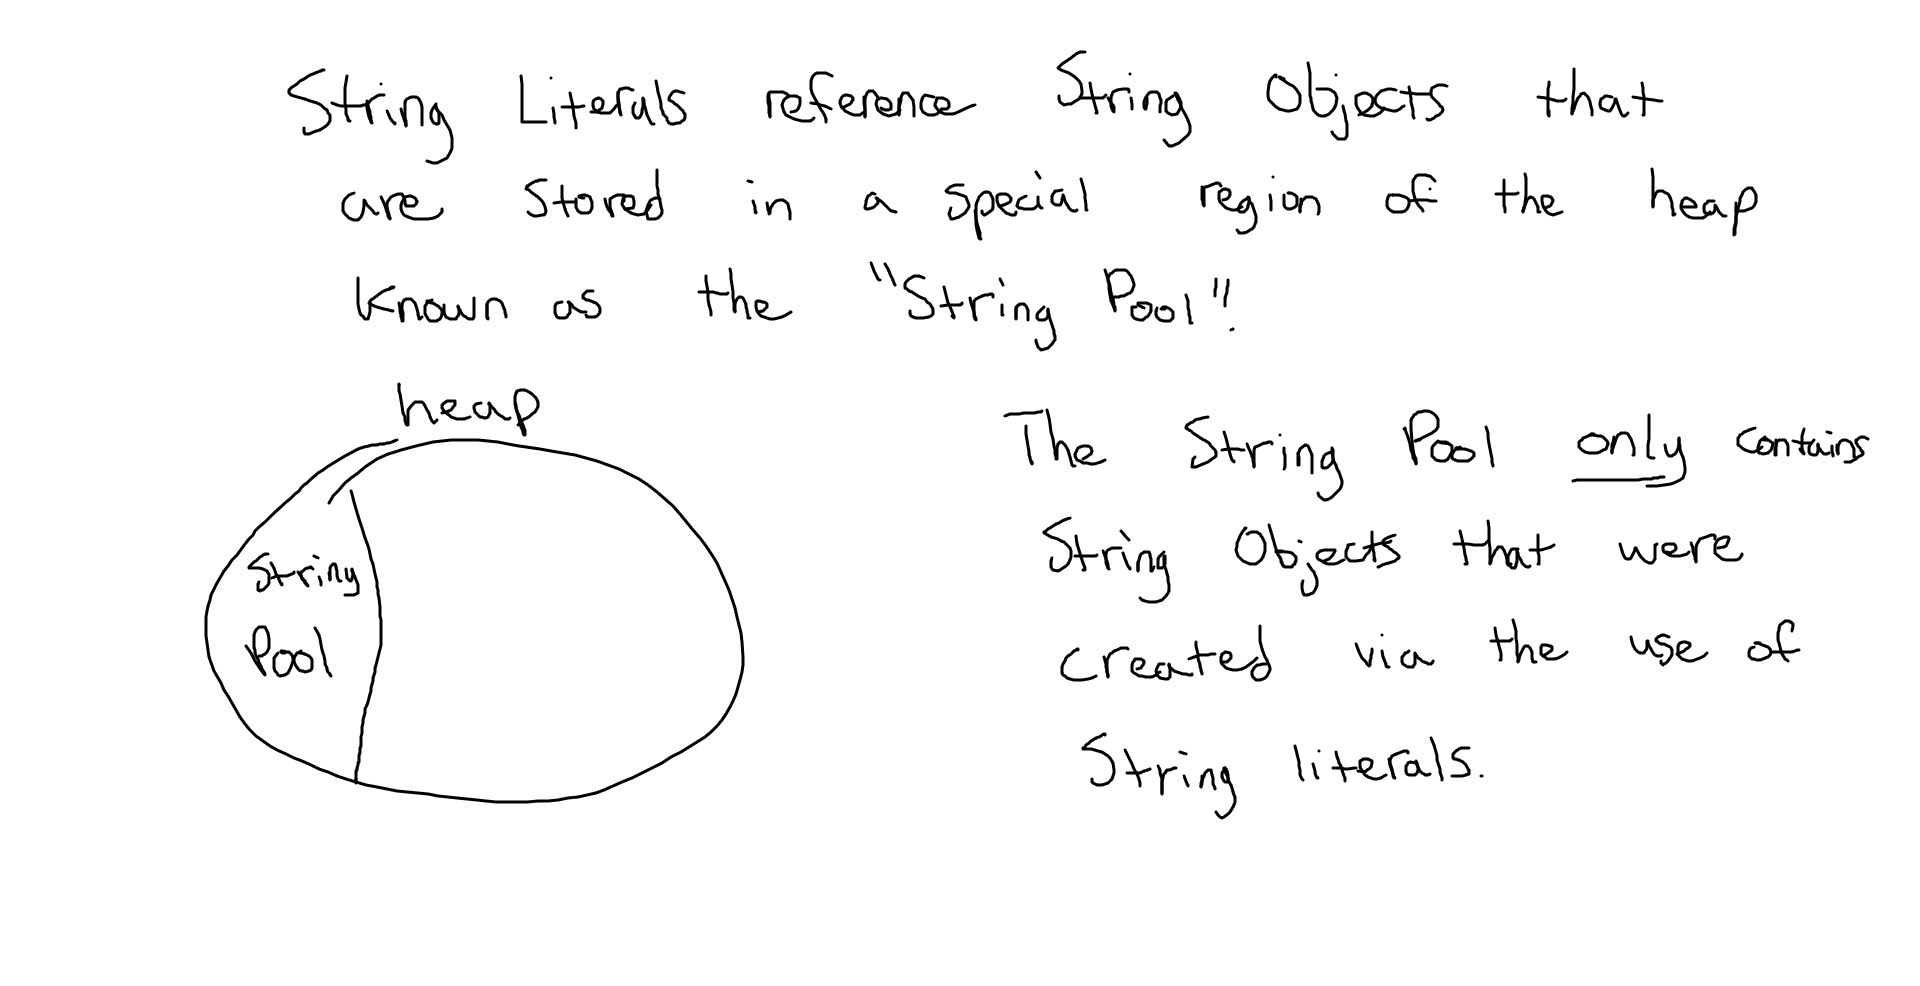 String Literals reference String Objects that
are stored in a special region of the heap
known as the "String Pool".
heap
String
Pool
The String Pool only contains
String Objects that were
created via the use of
String literals.